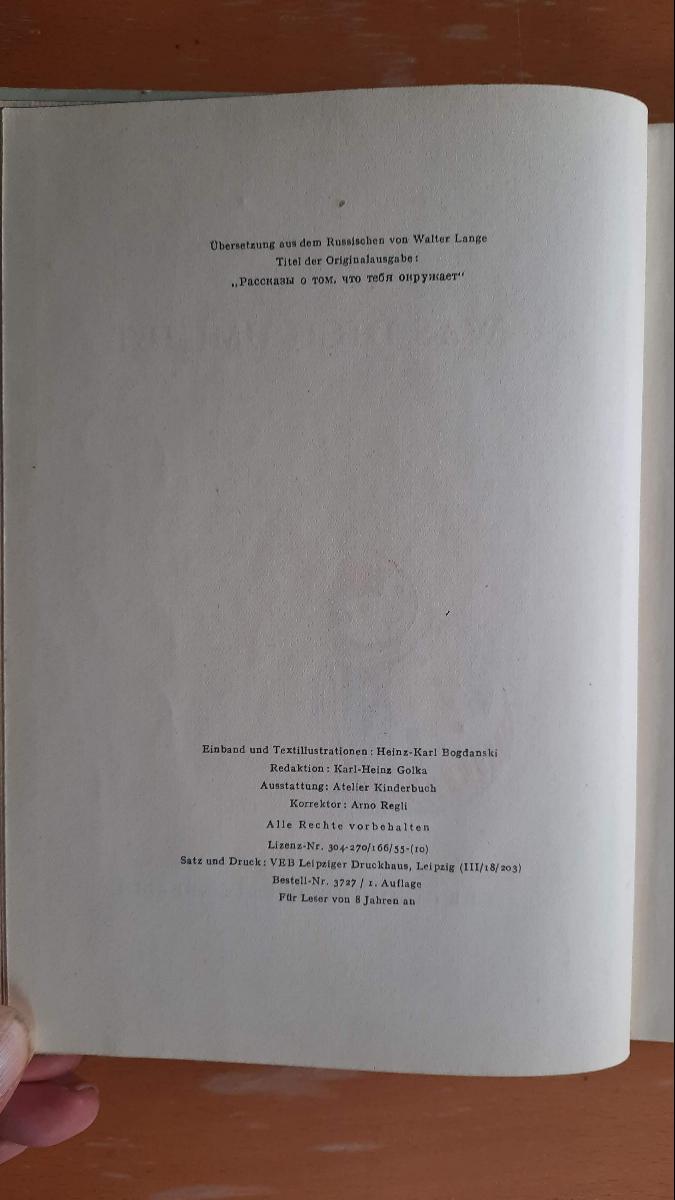 Übersetzung aus dem Russischen von Walter Lange
Titel der Originalausgabe:
„Рассказы о том, что тебя окружает“
Einband und Textillustrationen: Heinz-Karl Bogdanski
Redaktion: Karl-Heinz Golka
Ausstattung: Atelier Kinderbuch
Korrektor: Arno Regli
Alle Rechte vorbehalten
Lizenz-Nr. 304-270/166/55-(10)
Satz und Druck: VEB Leipziger Druckhaus, Leipzig (III/18/203)
Bestell-Nr. 3727 / 1. Auflage
Für Leser von 8 Jahren an